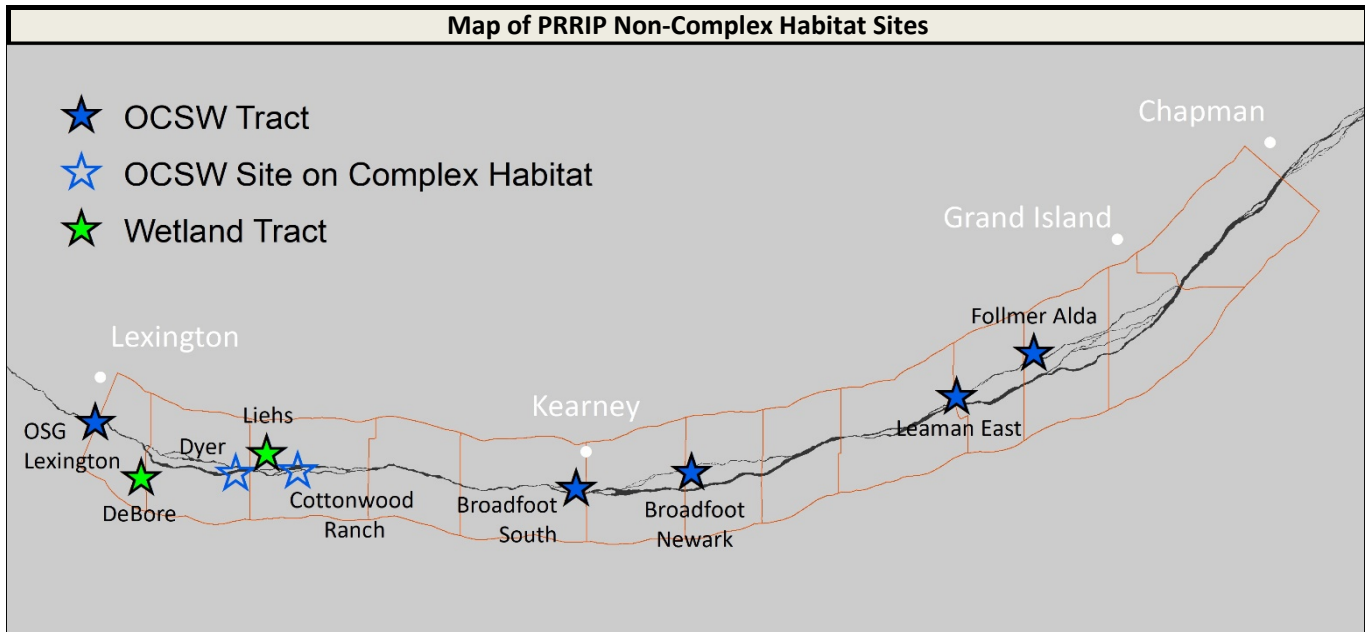 Map of PRRIP Non-Complex Habitat Sites
OCSW Tract
OCSW Site on Complex Habitat
Wetland Tract
Chapman
Grand Island
Follmer Alda
Leaman East
Lexington
OSG
Lexington
Dyer
Liehs
DeBore
Cottonwood
Ranch
Kearney
Broadfoot
South
Broadfoot
Newark